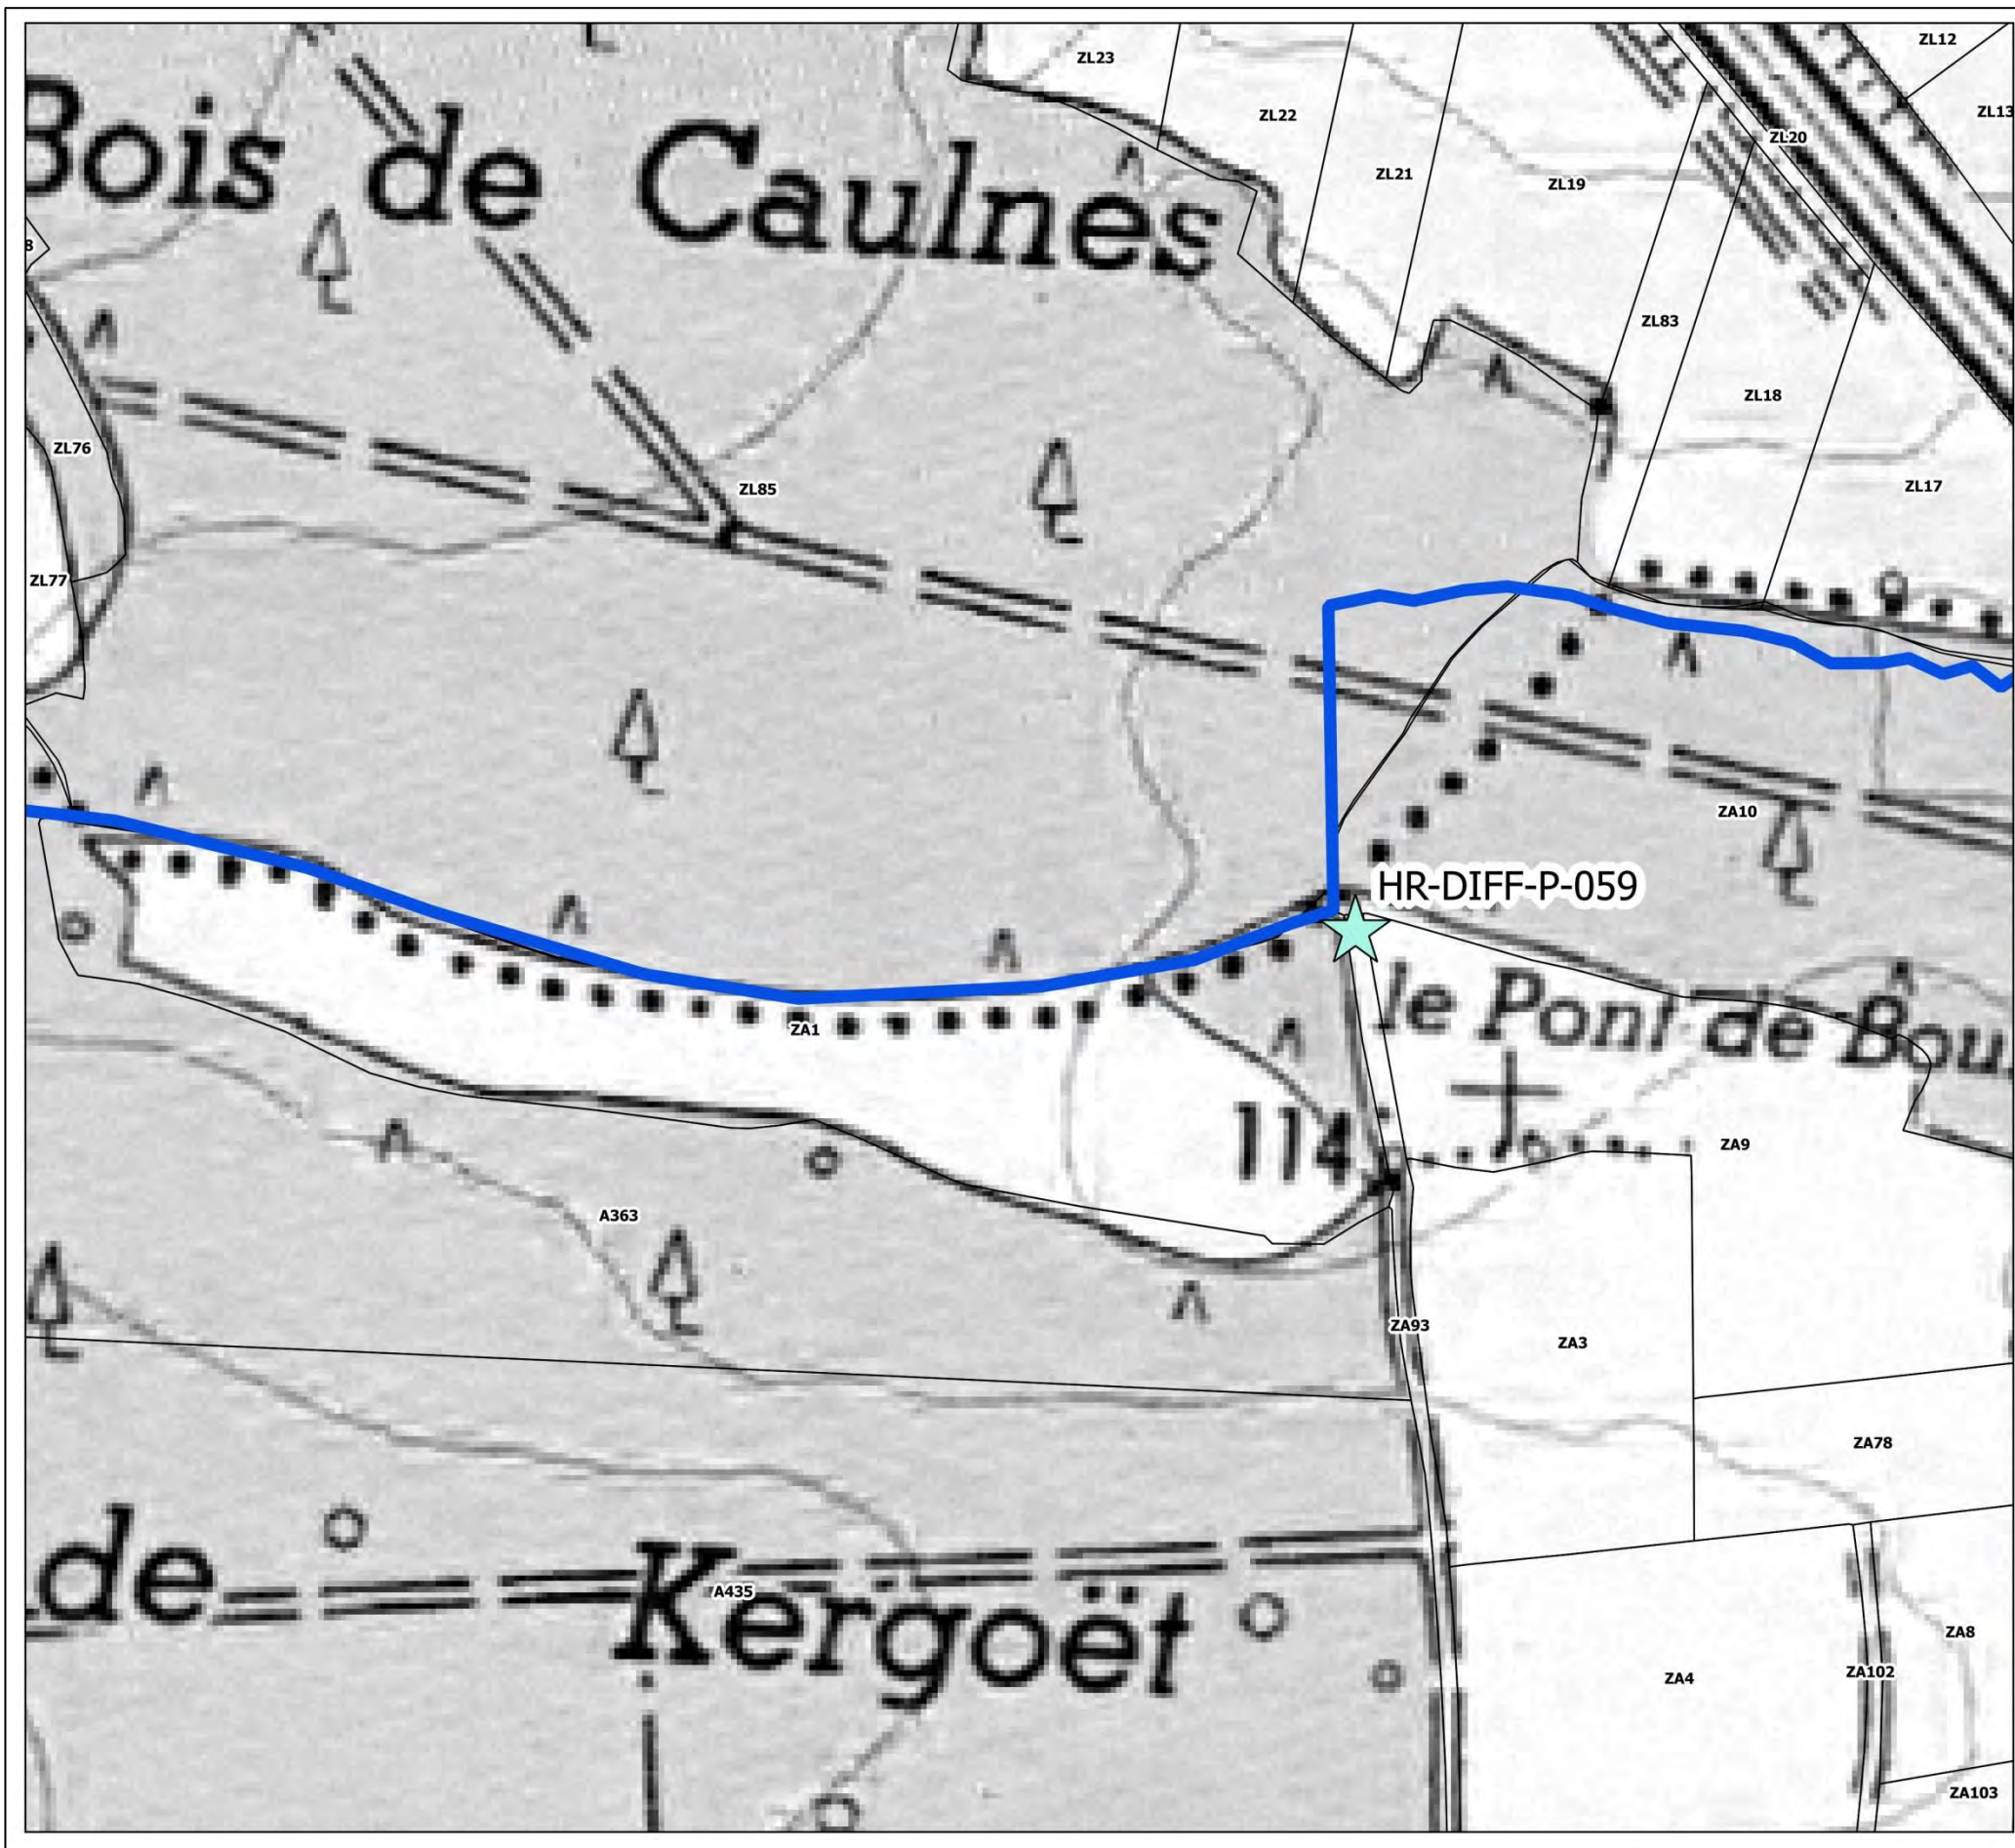 ZL12
ZL23
ZL13
ZL22
ZL20
Bois de Caulnes
ZL21
ZL19
8
ZL83
ZL18
ZL76
ZL85
ZL17
ZL77
ZA10
HR-DIFF-P-059
le Pont de Bou
ZA1
114
ZA9
A363
ZA93
ZA3
ZA78
de Kergoët
A435
ZA8
ZA102
ZA4
ZA103